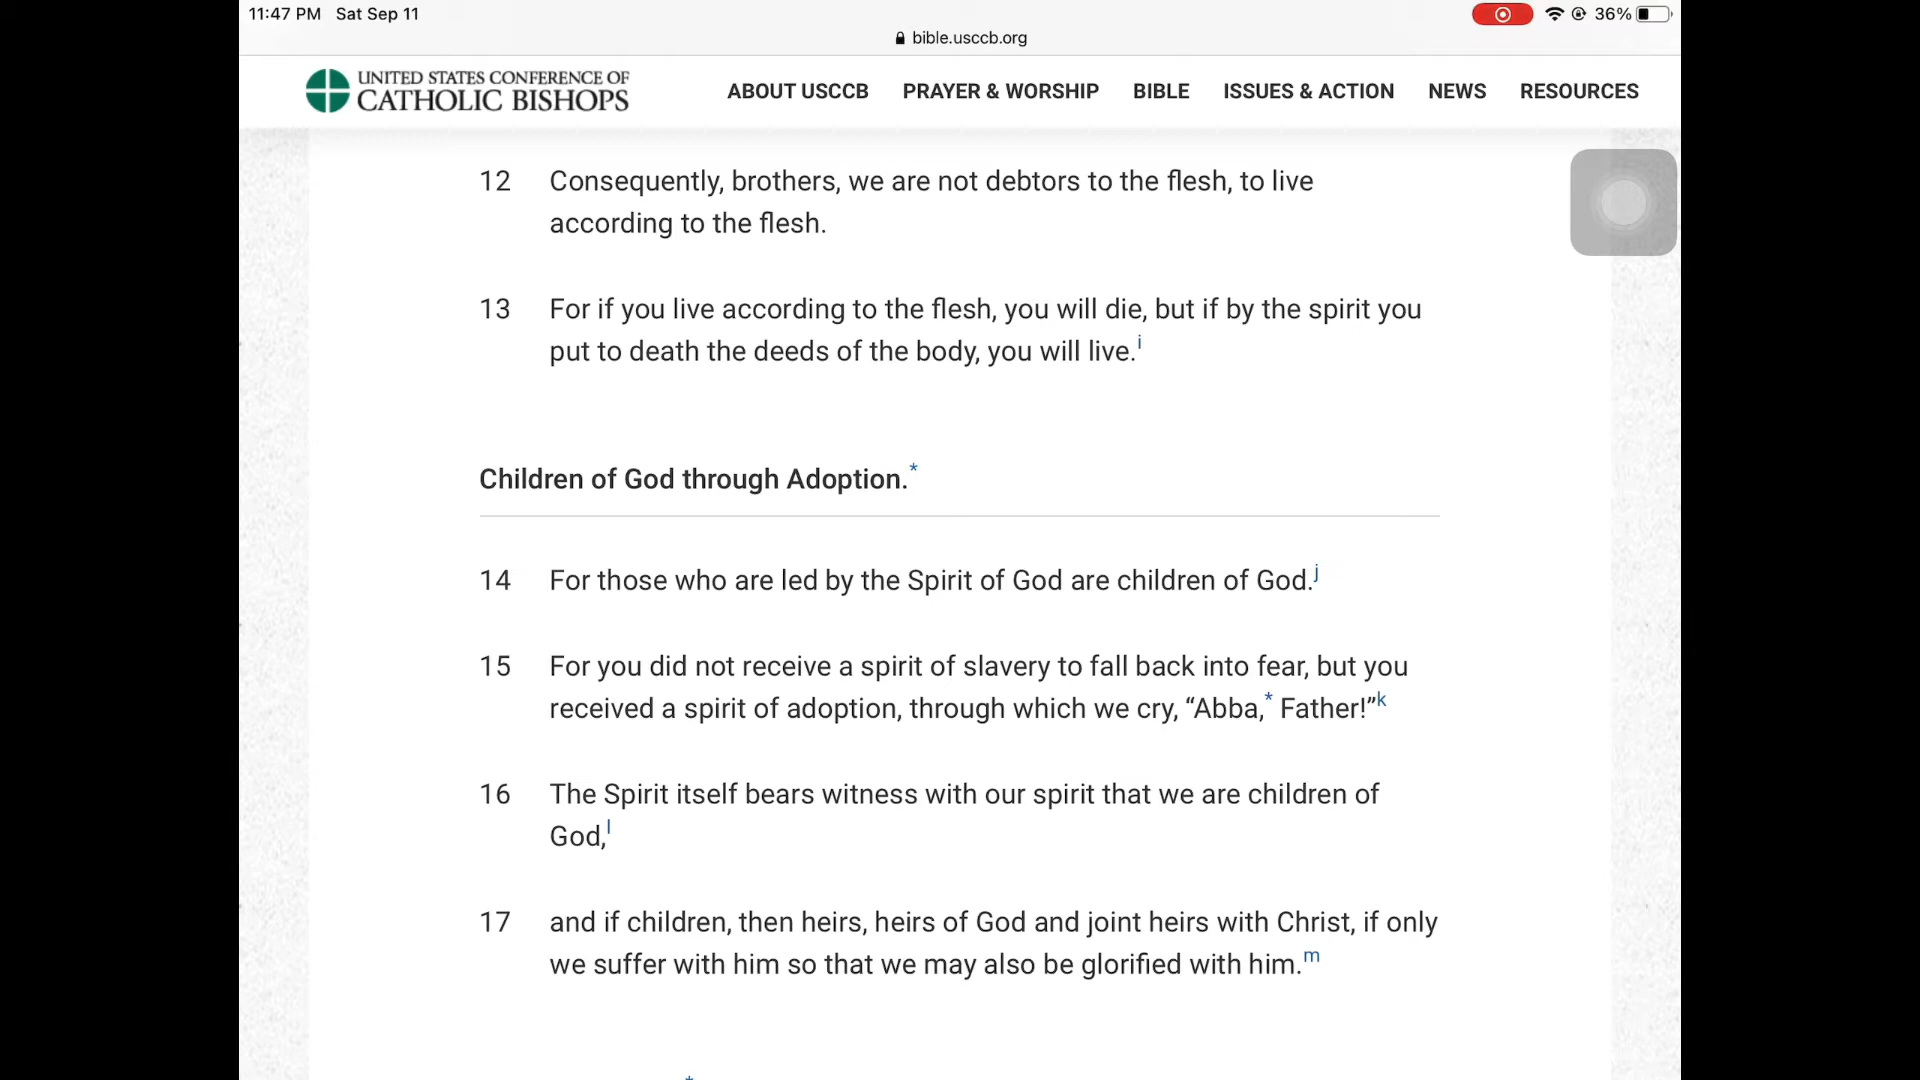 11:47 PM Sat Sep 11
36%
bible.usccb.org
UNITED STATES CONFERENCE OF
CATHOLIC BISHOPS
ABOUT USCCB PRAYER & WORSHIP BIBLE ISSUES & ACTION NEWS RESOURCES
12 Consequently, brothers, we are not debtors to the flesh, to live
according to the flesh.
13 For if you live according to the flesh, you will die, but if by the spirit you
put to death the deeds of the body, you will live.i
Children of God through Adoption.*
14 For those who are led by the Spirit of God are children of God.j
15 For you did not receive a spirit of slavery to fall back into fear, but you
received a spirit of adoption, through which we cry, “Abba,* Father!”k
16 The Spirit itself bears witness with our spirit that we are children of
God,l
17 and if children, then heirs, heirs of God and joint heirs with Christ, if only
we suffer with him so that we may also be glorified with him.m
*